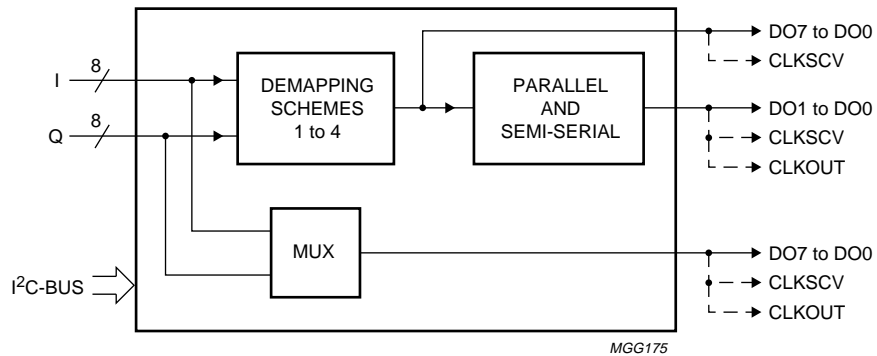 DO7 to DO0
CLKSCV
8
I
DEMAPPING
SCHEMES
1 to 4
PARALLEL
AND
SEMI-SERIAL
DO1 to DO0
CLKSCV
CLKOUT
8
Q
MUX
DO7 to DO0
CLKSCV
CLKOUT
I²C-BUS
MGG175